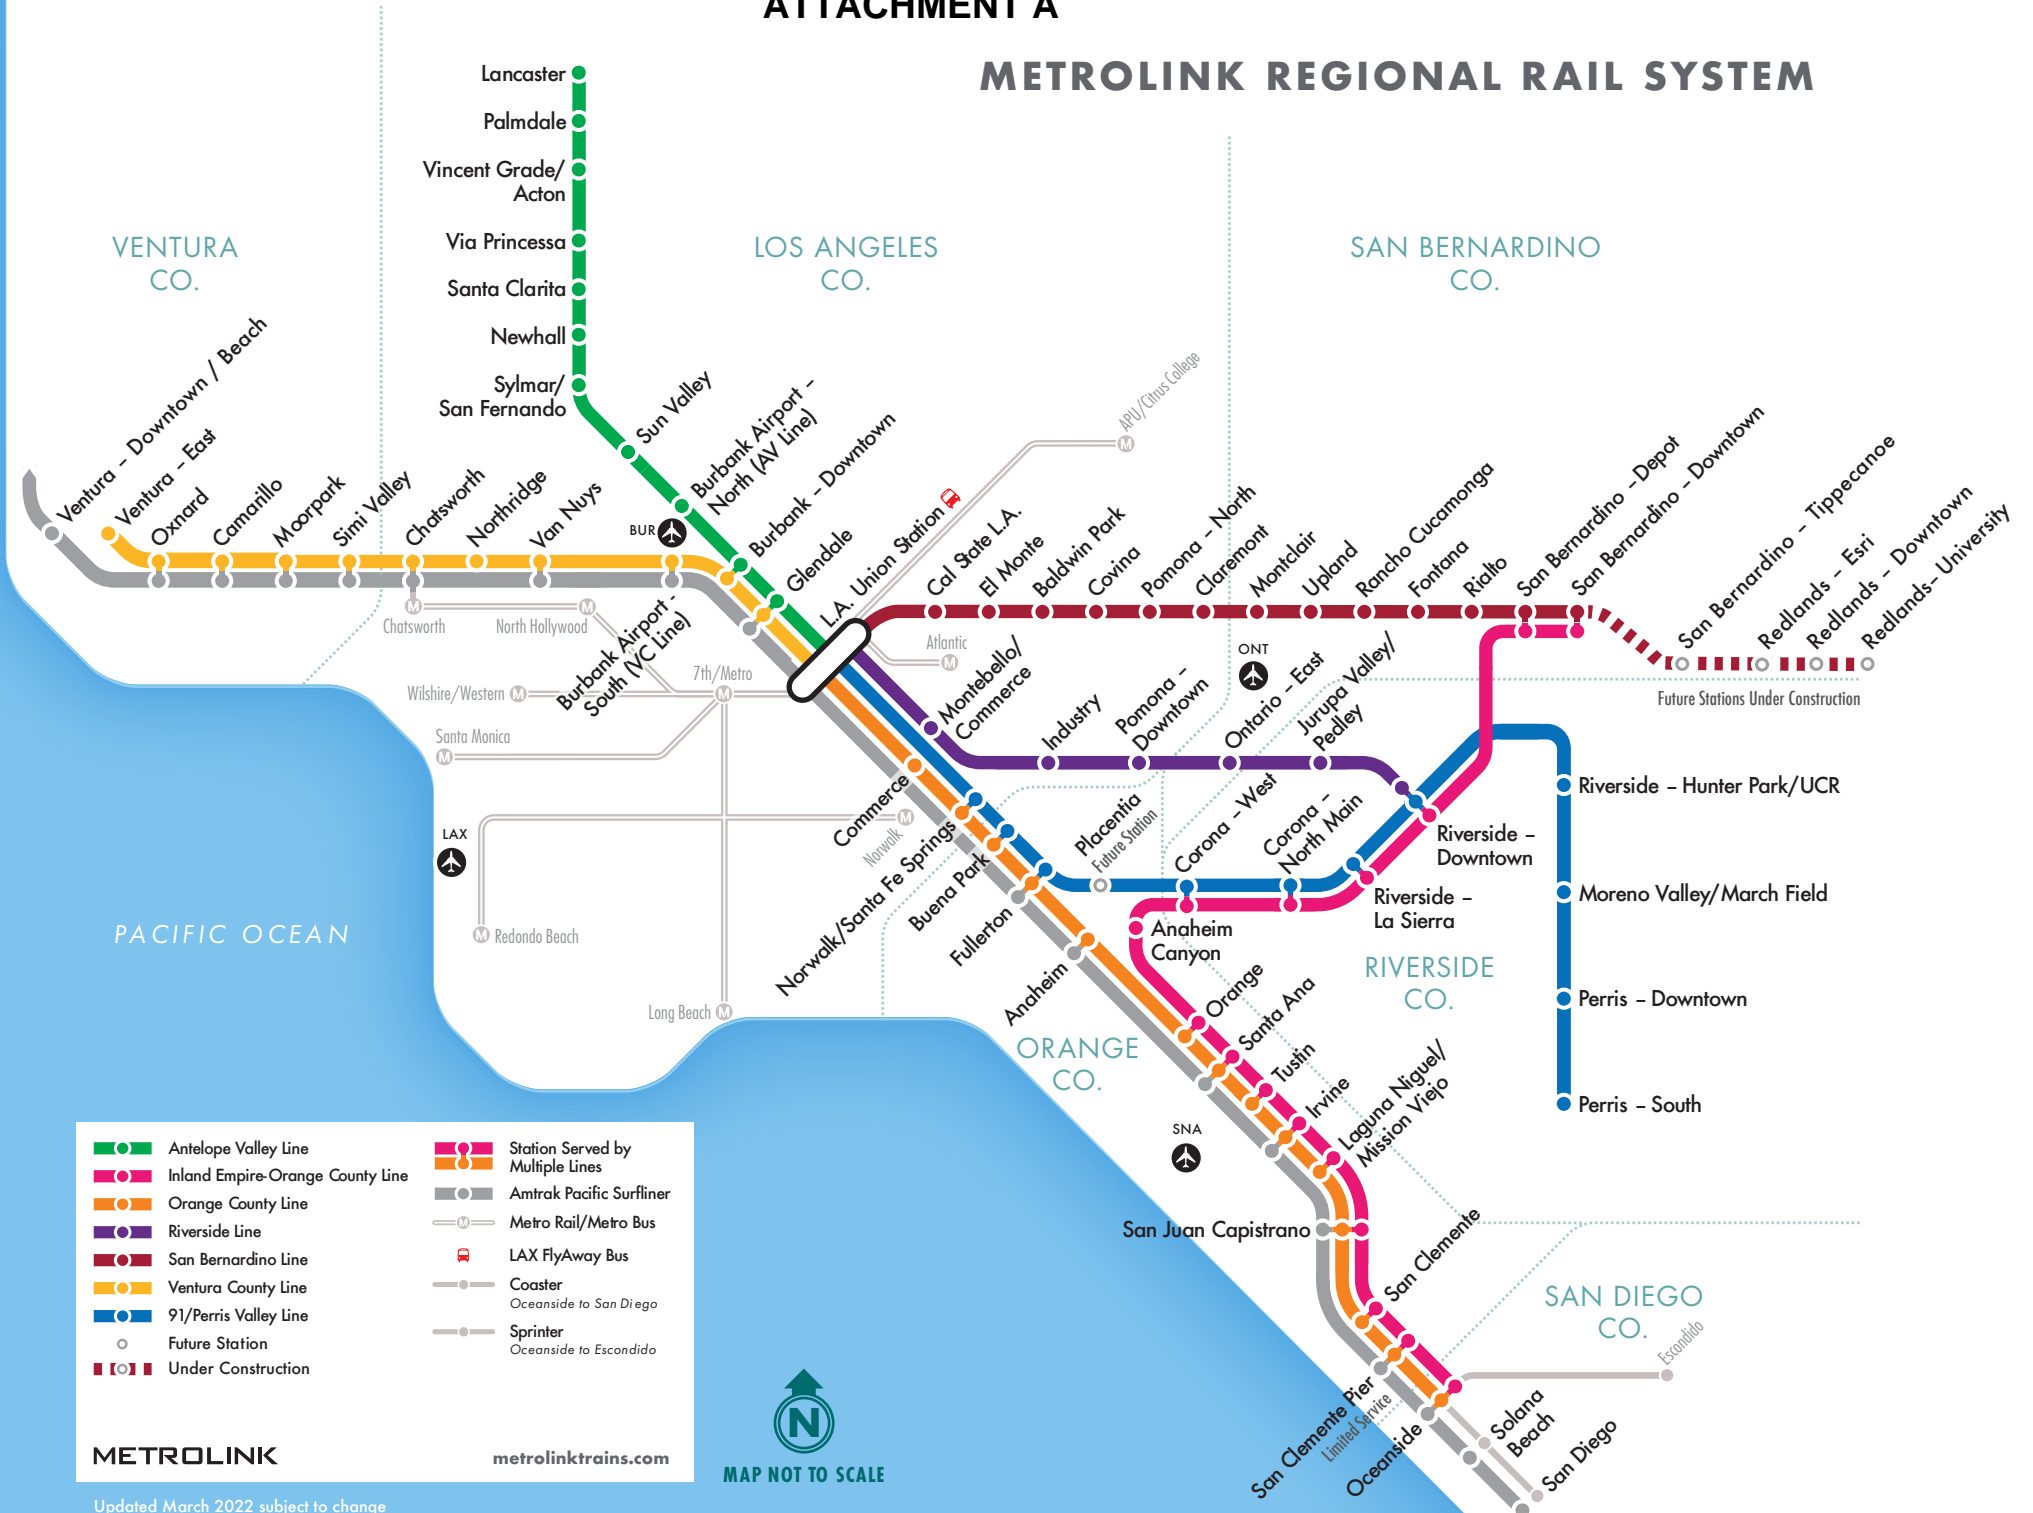 ATTACHMENT A
METROLINK REGIONAL RAIL SYSTEM
Lancaster
Palmdale
Vincent Grade/
Acton
Via Princessa
Santa Clarita
Newhall
Sylmar/
San Fernando
VENTURA
CO.
LOS ANGELES
CO.
SAN BERNARDINO
CO.
Ventura – Downtown / Beach
Ventura – East
Oxnard
Camarillo
Moorpark
Simi Valley
Chatsworth
Northridge
Van Nuys
Sun Valley
Burbank Airport –
North (AV Line)
BUR
Burbank – Downtown
Glendale
L.A. Union Station
APU/Citrus College
Cal State L.A.
El Monte
Baldwin Park
Covina
Pomona – North
Claremont
Montclair
Upland
Rancho Cucamonga
Fontana
Rialto
San Bernardino – Depot
San Bernardino – Downtown
San Bernardino – Tippecanoe
Redlands – Esri
Redlands – Downtown
Redlands– University
Future Stations Under Construction
M
M
Chatsworth
M
North Hollywood
Burbank Airport -
South (VC Line)
Atlantic
M
7th/Metro
M
Wilshire/Western
M
Santa Monica
M
Montebello/
Commerce
Industry
Pomona –
Downtown
ONT
Ontario – East
Jurupa Valley/
Pedley
Riverside – Hunter Park/UCR
Commerce
Norwalk
M
LAX
Norwalk/Santa Fe Springs
Buena Park
Fullerton
Placentia
Future Station
Corona – West
Corona –
North Main
Riverside –
Downtown
Riverside –
La Sierra
Moreno Valley/March Field
Perris – Downtown
Perris – South
PACIFIC OCEAN
M
Redondo Beach
Long Beach
M
Anaheim
Anaheim
Canyon
RIVERSIDE
CO.
ORANGE
CO.
Orange
Santa Ana
Tustin
Irvine
Laguna Niguel/
Mission Viejo
SNA
San Juan Capistrano
San Clemente
SAN DIEGO
CO.
Escondido
San Clemente Pier
Limited Service
Oceanside
Solana
Beach
San Diego
Antelope Valley Line
Inland Empire-Orange County Line
Orange County Line
Riverside Line
San Bernardino Line
Ventura County Line
91/Perris Valley Line
Future Station
Under Construction
Station Served by
Multiple Lines
Amtrak Pacific Surfliner
M
Metro Rail/Metro Bus
LAX FlyAway Bus
Coaster
Oceanside to San Diego
Sprinter
Oceanside to Escondido
METROLINK
metrolinktrains.com
N
MAP NOT TO SCALE
Updated March 2022 subject to change